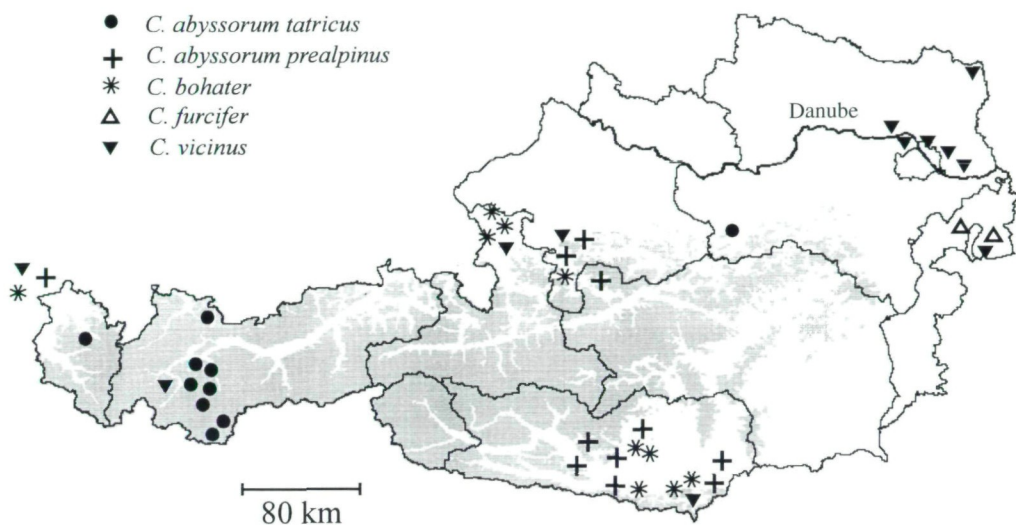 C. abyssorum tatricus
C. abyssorum prealpinus
C. bohater
C. furcifer
C. vicinus
Danube
80 km